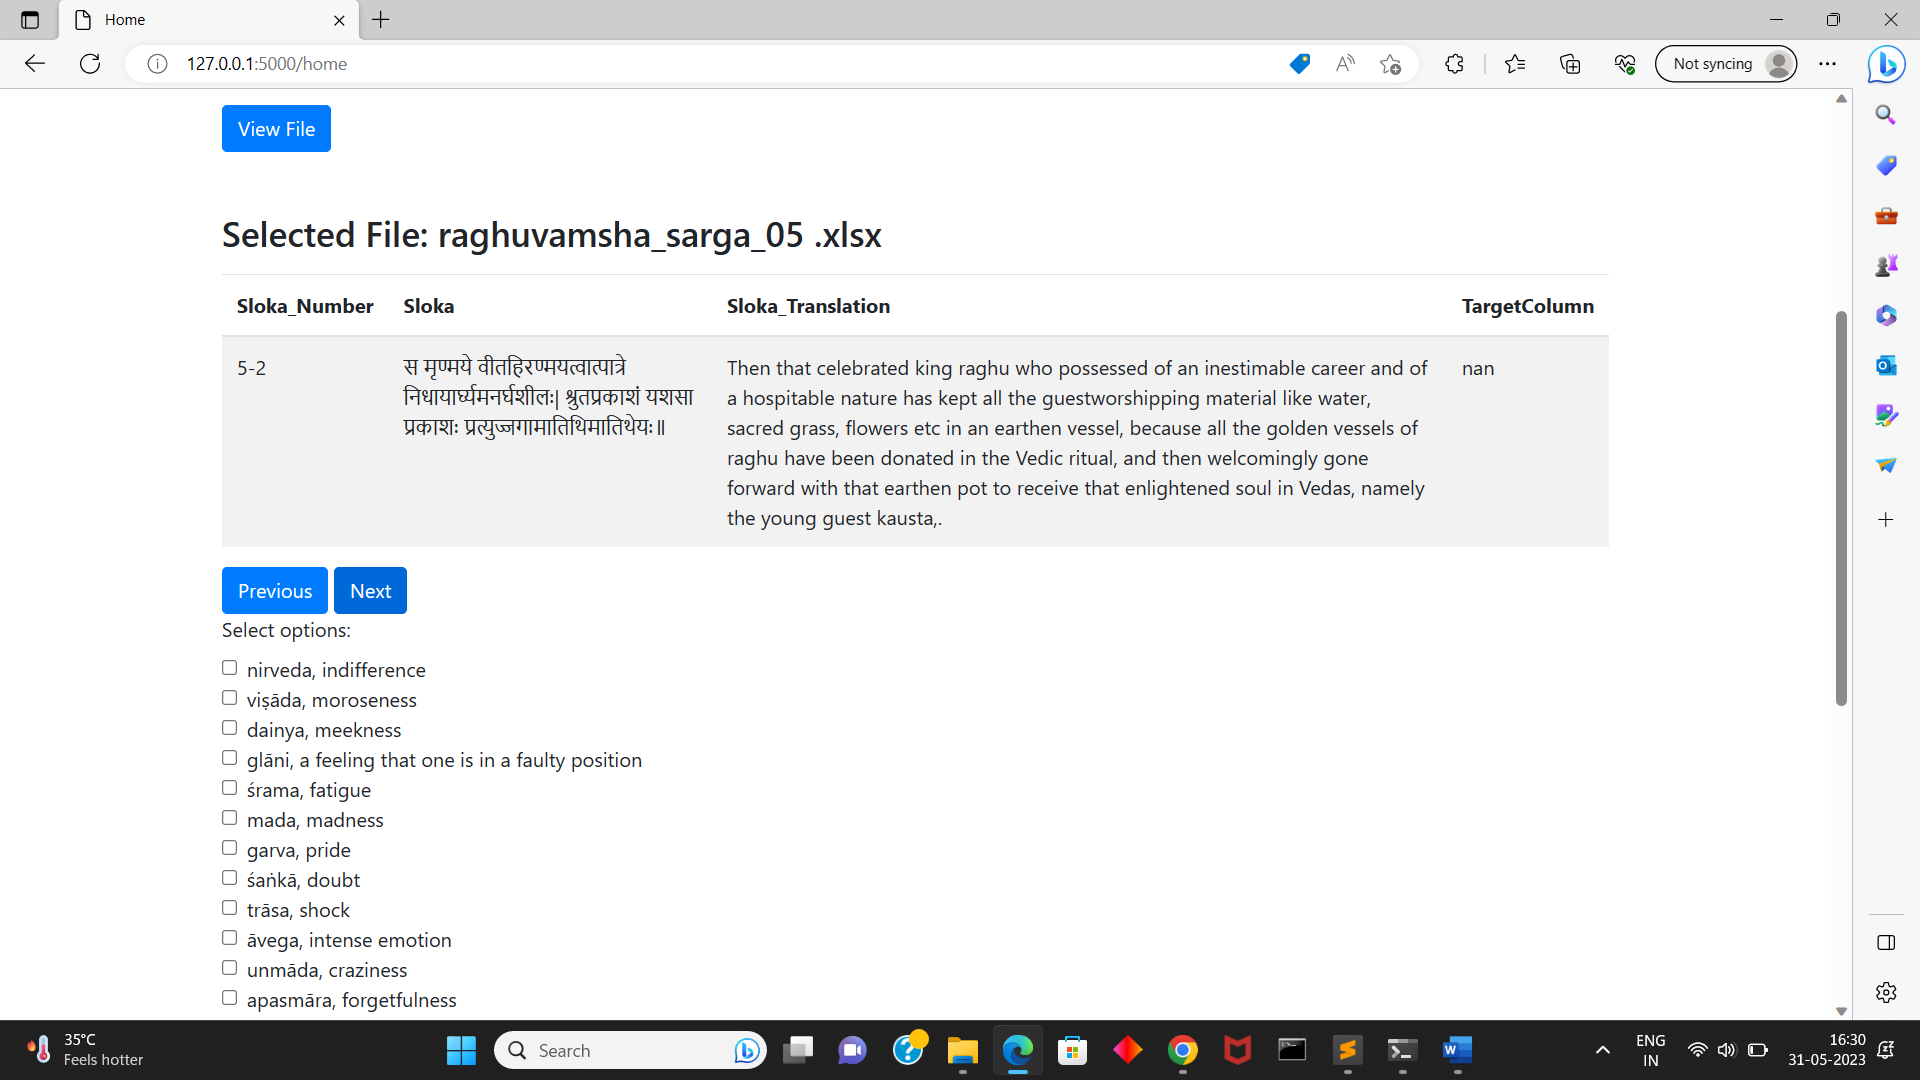 Home
127.0.0.1:5000/home
Not syncing
View File
Selected File: raghuvamsha_sarga_05 .xlsx
Sloka_Number Sloka Sloka_Translation TargetColumn
5-2
स मृण्मये वीतहिरण्मयत्वात्पात्रे
निधायार्घ्यमनर्घशीलः| श्रुतप्रकाशं यशसा
प्रकाशः प्रत्युज्जगामातिथिमातिथेयः॥
Then that celebrated king raghu who possessed of an inestimable career and of
a hospitable nature has kept all the guestworshipping material like water,
sacred grass, flowers etc in an earthen vessel, because all the golden vessels of
raghu have been donated in the Vedic ritual, and then welcomingly gone
forward with that earthen pot to receive that enlightened soul in Vedas, namely
the young guest kausta,.
nan
Previous Next
Select options:
nirveda, indifference
viṣāda, moroseness
dainya, meekness
glāni, a feeling that one is in a faulty position
śrama, fatigue
mada, madness
garva, pride
śaṅkā, doubt
trāsa, shock
āvega, intense emotion
unmāda, craziness
apasmāra, forgetfulness
35°C
Feels hotter
Search
ENG
IN
16:30
31-05-2023